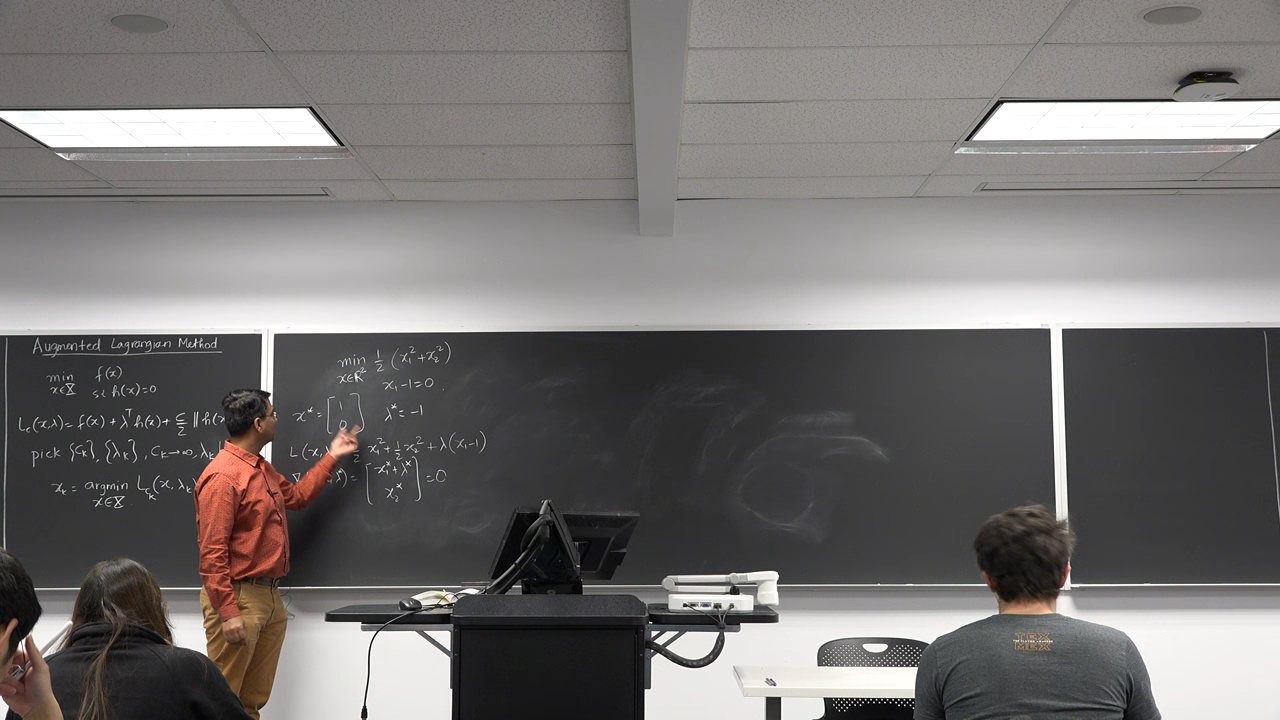 Augmented Lagrangian Method
min f(x)
x∈X s.t h(x)=0
L_c(x,λ) = f(x) + λ^T h(x) + c/2 ‖h(x
pick {c_k}, {λ_k}, c_k→∞, λ_k
x_k = argmin L_{c_k}(x, λ_k
x∈X
min 1/2 (x_1^2+x_2^2)
x∈R^2
x_1-1=0
x* = [1 0] λ* = -1
x_1^2 + 1/2 x_2^2 + λ(x_1-1)
λ) = [x_1*+λ* x_2*] = 0
TEX
MEX